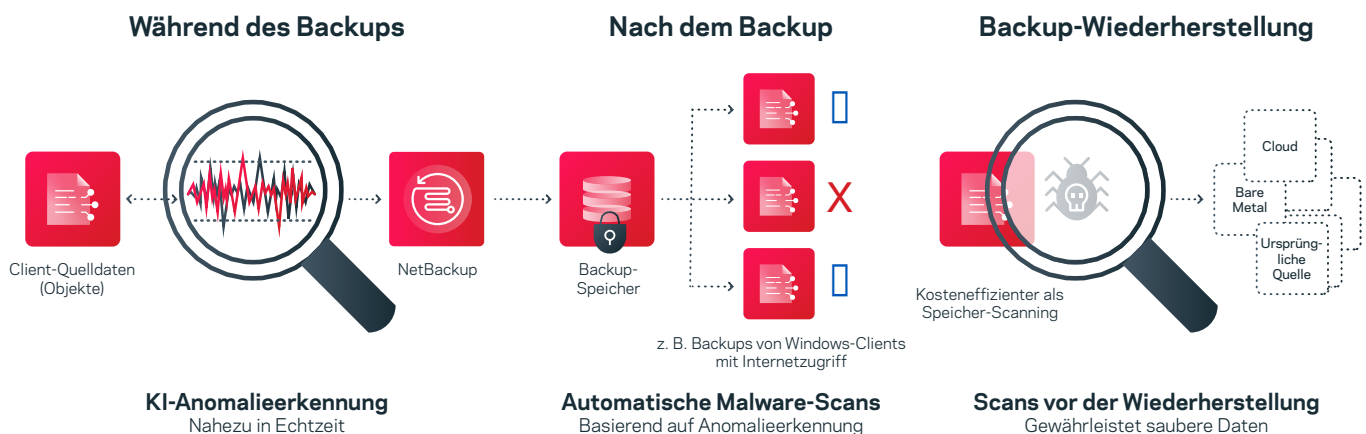 Während des Backups
Client-Quelldaten
(Objekte)
NetBackup
KI-Anomalieerkennung
Nahezu in Echtzeit
Nach dem Backup
Backup-
Speicher
X
z. B. Backups von Windows-Clients
mit Internetzugriff
Automatische Malware-Scans
Basierend auf Anomalieerkennung
Backup-Wiederherstellung
Kosteneffizienter als
Speicher-Scanning
Cloud
Bare
Metal
Ursprüng-
liche
Quelle
Scans vor der Wiederherstellung
Gewährleistet saubere Daten